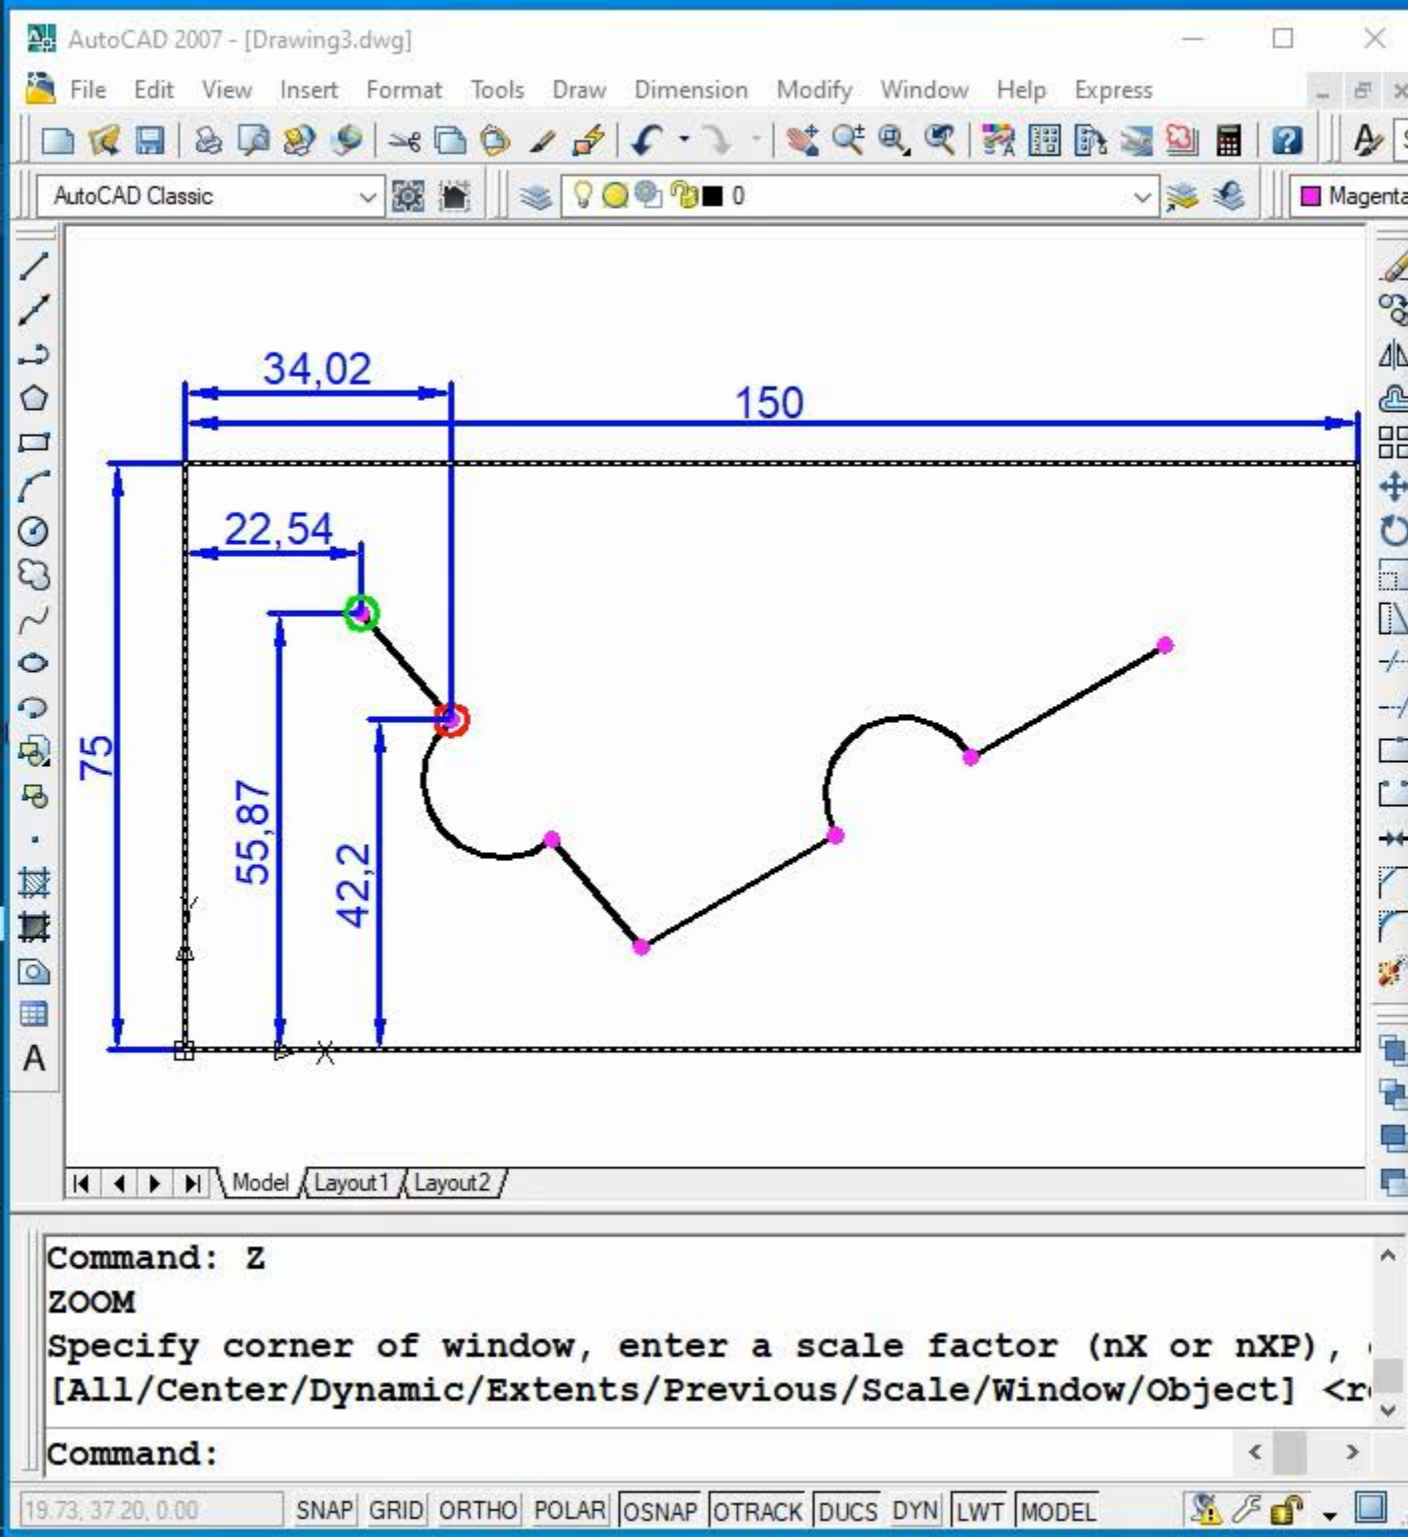 AutoCAD 2007 - [Drawing3.dwg]
File Edit View Insert Format Tools Draw Dimension Modify Window Help Express
AutoCAD Classic
0
Magenta
34,02
150
22,54
75
55,87
42,2
Y
X
A
Model Layout1 Layout2
Command: Z
ZOOM
Specify corner of window, enter a scale factor (nX or nXP),
[All/Center/Dynamic/Extents/Previous/Scale/Window/Object] <r
Command:
19.73, 37.20, 0.00 SNAP GRID ORTHO POLAR OSNAP OTRACK DUCS DYN LWT MODEL